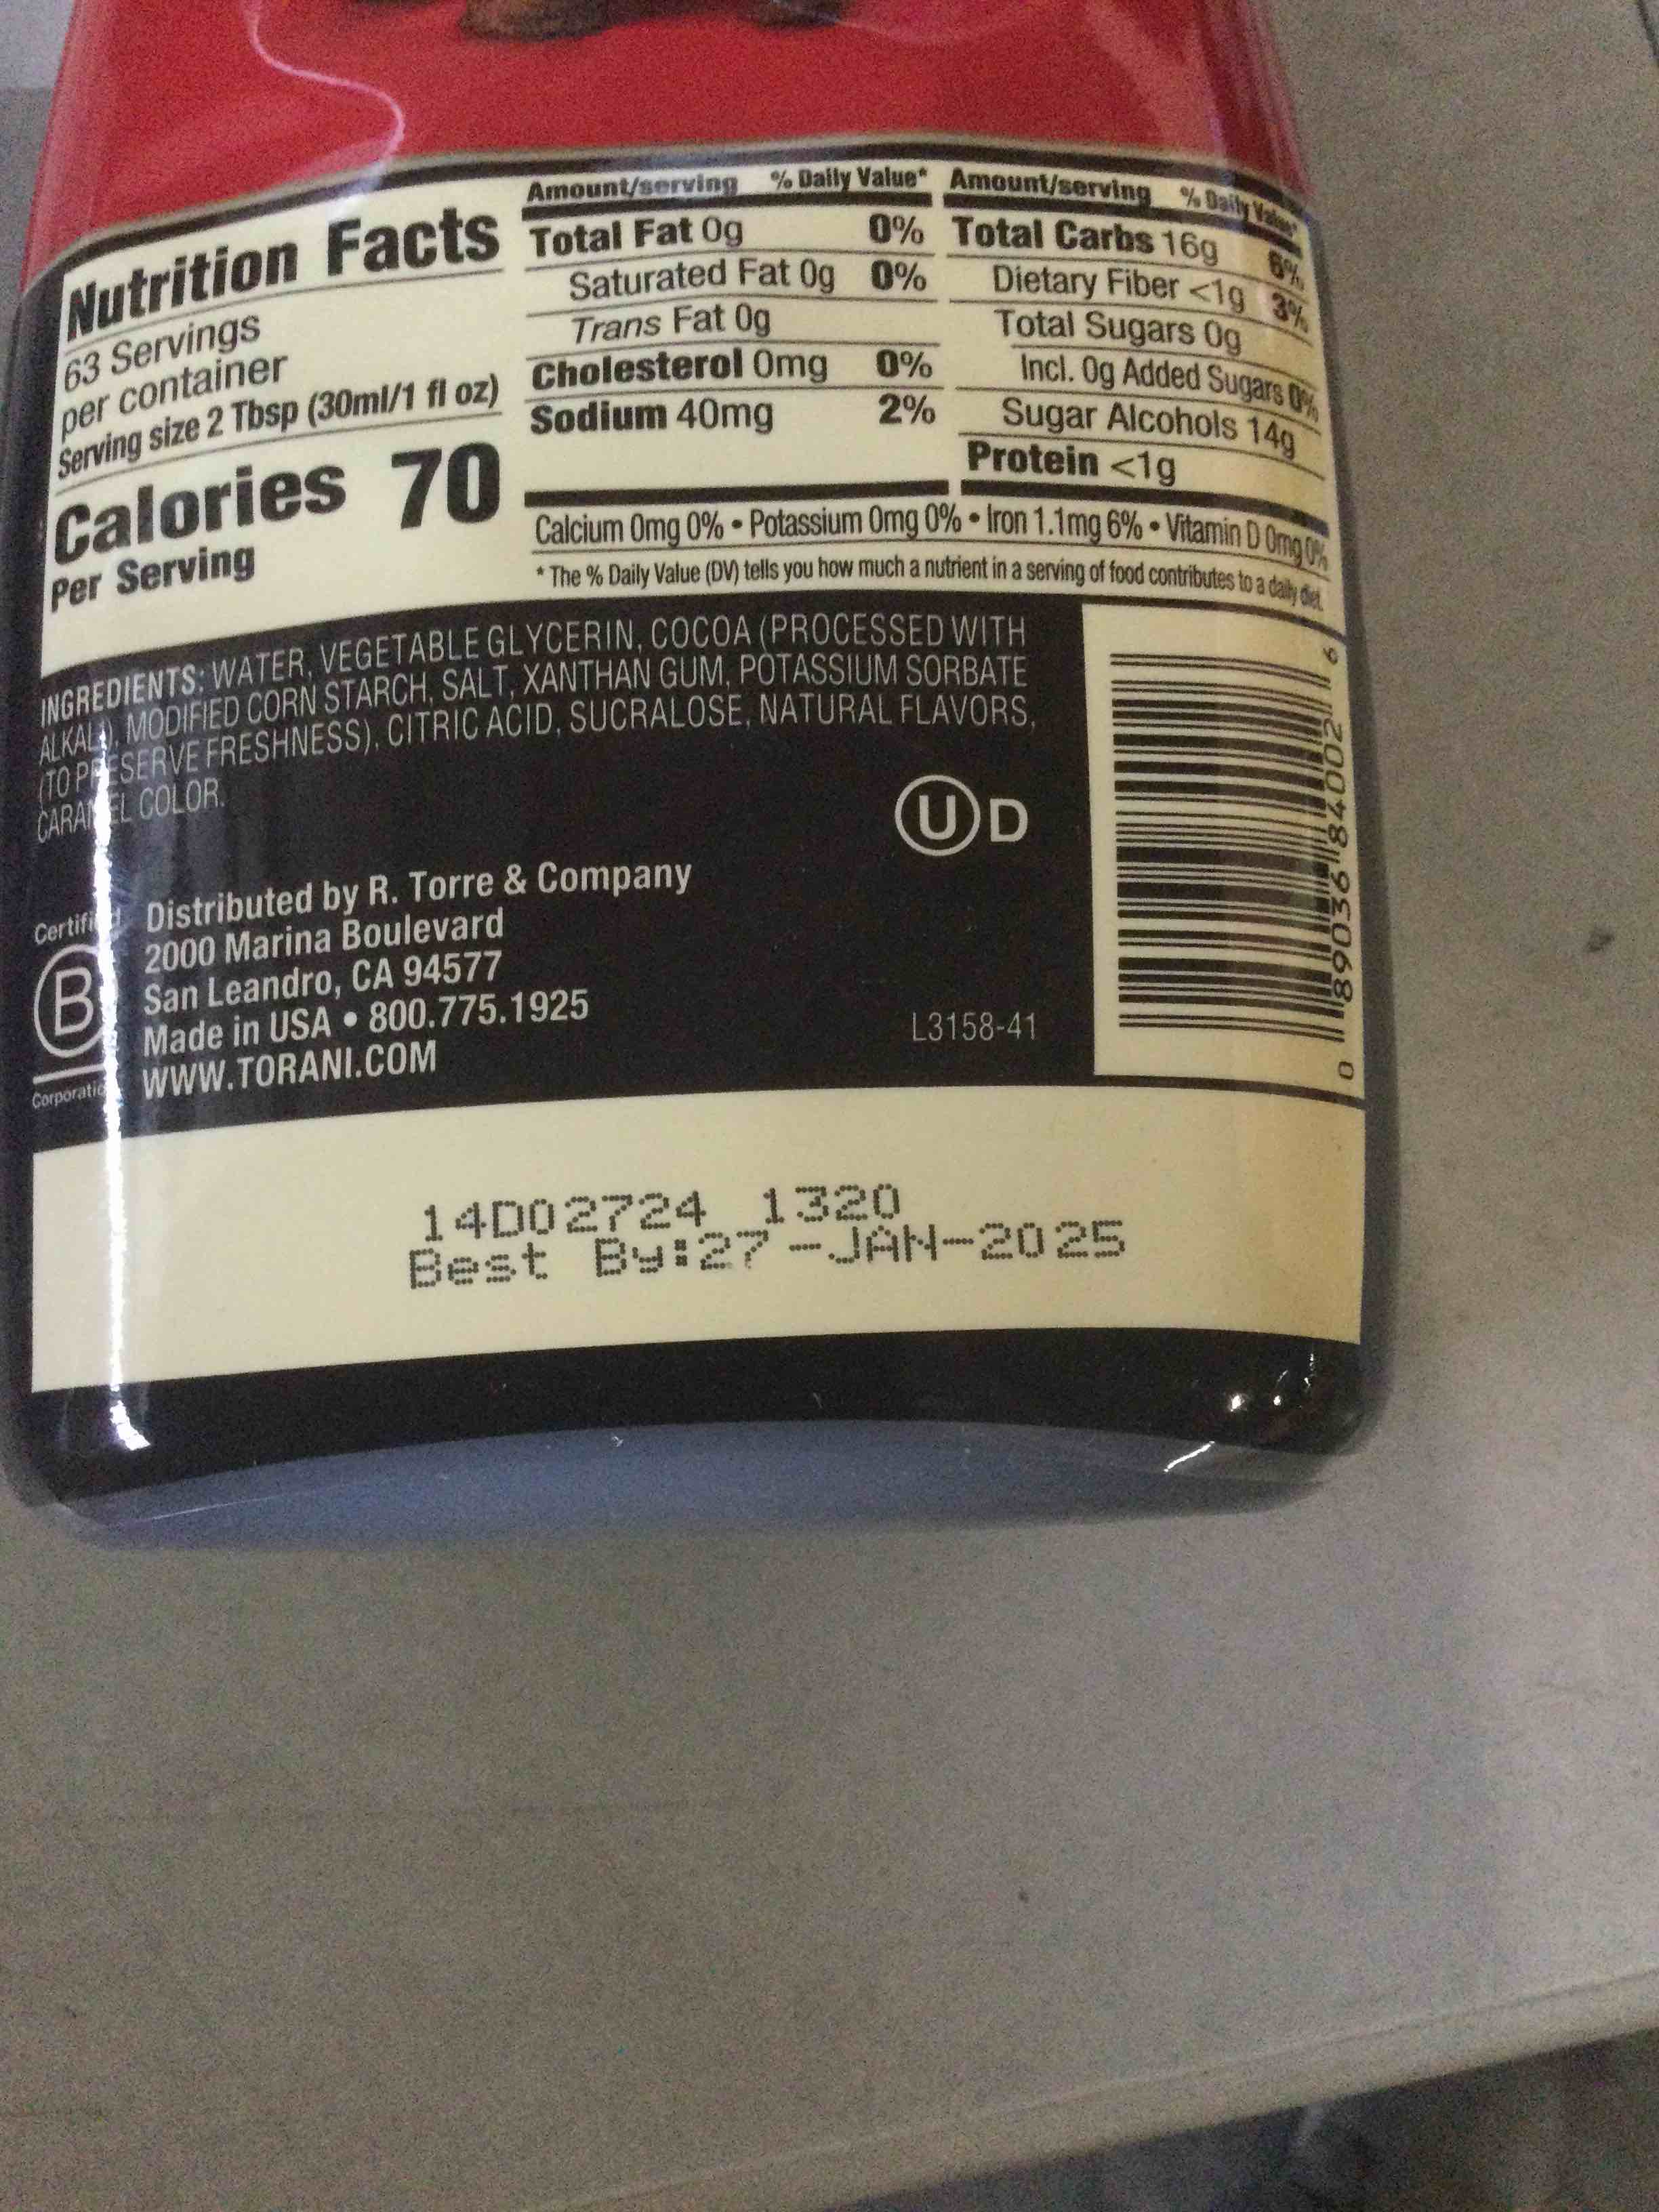 Nutrition Facts
63 Servings
per container
Serving size 2 Tbsp (30ml/1 fl oz)
Calories 70
Per Serving
Amount/serving % Daily Value*
Total Fat 0g 0%
Saturated Fat 0g 0%
Trans Fat 0g
Cholesterol 0mg 0%
Sodium 40mg 2%
Amount/serving % Daily Value*
Total Carbs 16g 6%
Dietary Fiber <1g 3%
Total Sugars 0g
Incl. 0g Added Sugars 0%
Sugar Alcohols 14g
Protein <1g
Calcium 0mg 0% • Potassium 0mg 0% • Iron 1.1mg 6% • Vitamin D 0mg 0%
* The % Daily Value (DV) tells you how much a nutrient in a serving of food contributes to a daily diet.
INGREDIENTS: WATER, VEGETABLE GLYCERIN, COCOA (PROCESSED WITH
ALKALI), MODIFIED CORN STARCH, SALT, XANTHAN GUM, POTASSIUM SORBATE
(TO PRESERVE FRESHNESS), CITRIC ACID, SUCRALOSE, NATURAL FLAVORS,
CARAMEL COLOR.
U D
Certified
B
Corporation
Distributed by R. Torre & Company
2000 Marina Boulevard
San Leandro, CA 94577
Made in USA • 800.775.1925
WWW.TORANI.COM
L3158-41
0 89036 84002 6
14D02724 1320
Best By:27-JAN-2025